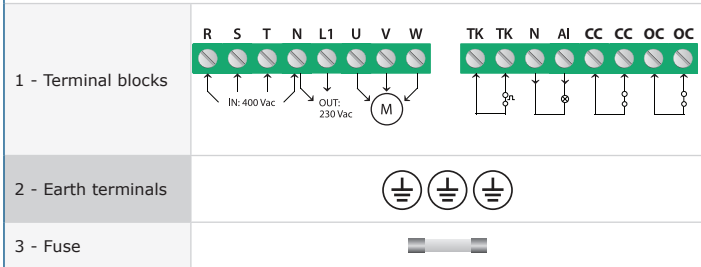 R S T N L1 U V W TK TK N AI CC CC OC OC
1 - Terminal blocks
IN: 400 Vac
OUT:
230 Vac
M
2 - Earth terminals
3 - Fuse